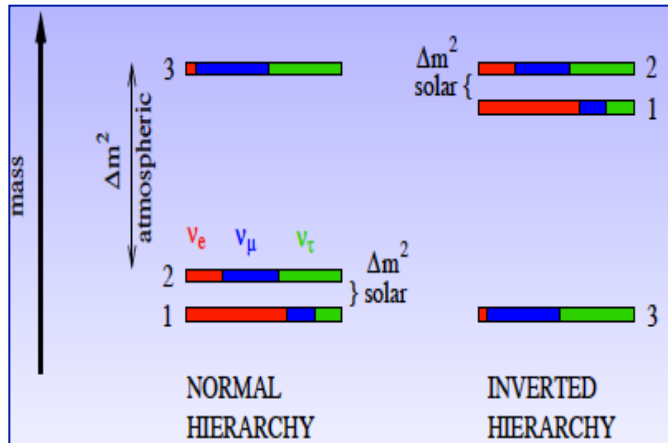 mass
Δm²
atmospheric
3
νe νμ ντ
2
1
Δm²
} solar
NORMAL
HIERARCHY
Δm²
solar {
2
1
3
INVERTED
HIERARCHY